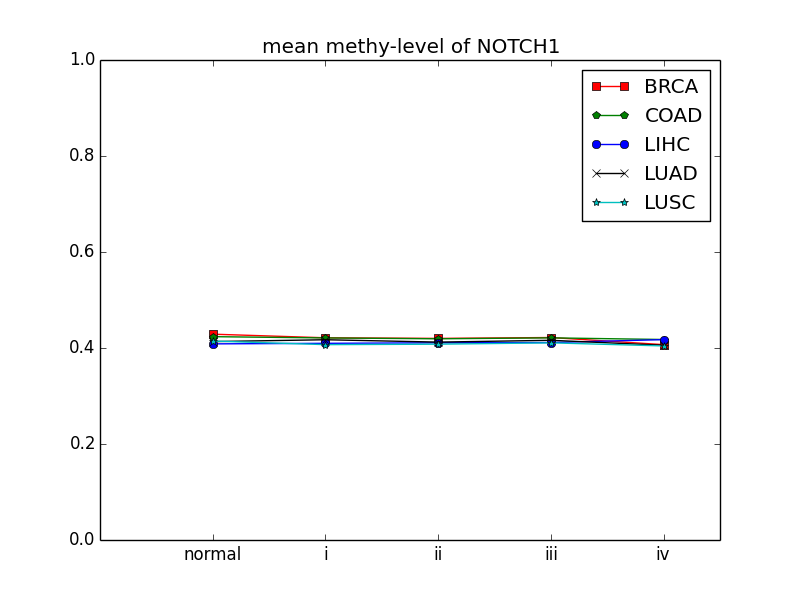 mean methy-level of NOTCH1
1.0
0.8
0.6
0.4
0.2
0.0
normal i ii iii iv
BRCA
COAD
LIHC
LUAD
LUSC